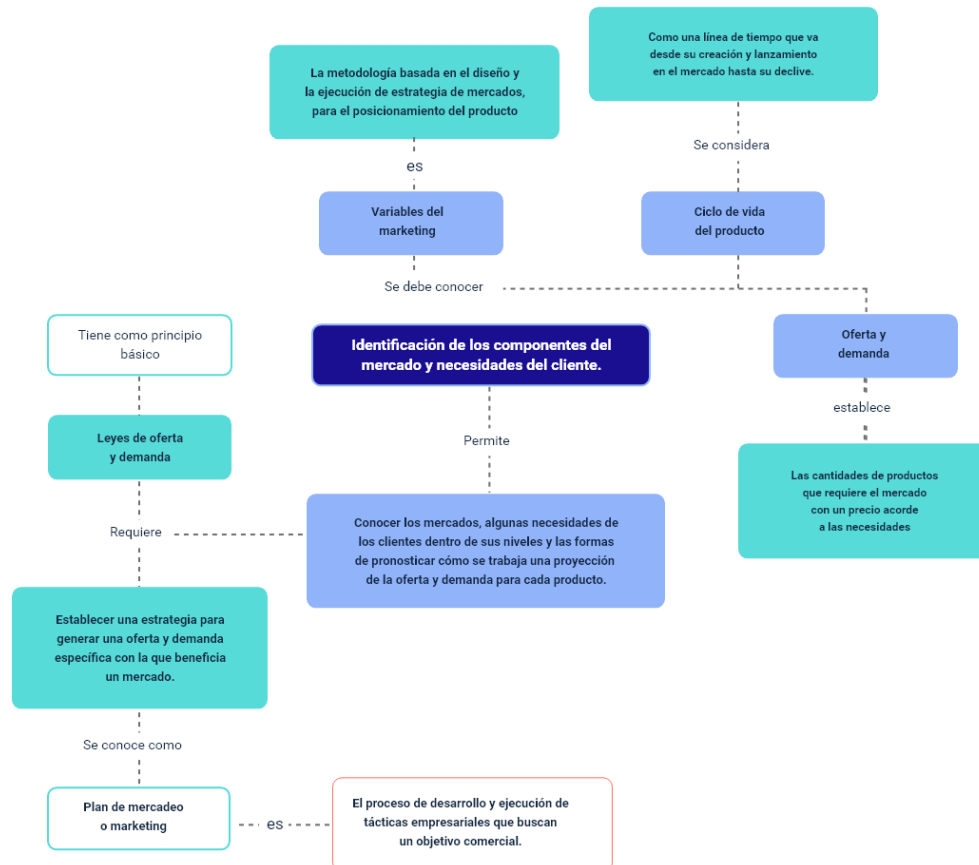 Como una línea de tiempo que va
desde su creación y lanzamiento
en el mercado hasta su declive.
La metodología basada en el diseño y
la ejecución de estrategia de mercados,
para el posicionamiento del producto
Se considera
es
Variables del
marketing
Ciclo de vida
del producto
Se debe conocer
Tiene como principio
básico
Identificación de los componentes del
mercado y necesidades del cliente.
Oferta y
demanda
establece
Leyes de oferta
y demanda
Permite
Las cantidades de productos
que requiere el mercado
con un precio acorde
a las necesidades
Requiere
Conocer los mercados, algunas necesidades de
los clientes dentro de sus niveles y las formas
de pronosticar cómo se trabaja una proyección
de la oferta y demanda para cada producto.
Establecer una estrategia para
generar una oferta y demanda
específica con la que beneficia
un mercado.
Se conoce como
Plan de mercadeo
o marketing
es
El proceso de desarrollo y ejecución de
tácticas empresariales que buscan
un objetivo comercial.